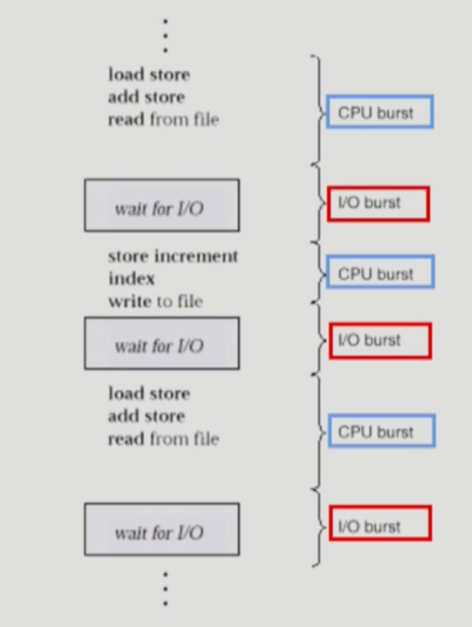 load store
add store
read from file
CPU burst
wait for I/O
I/O burst
store increment
index
write to file
CPU burst
wait for I/O
I/O burst
load store
add store
read from file
CPU burst
wait for I/O
I/O burst